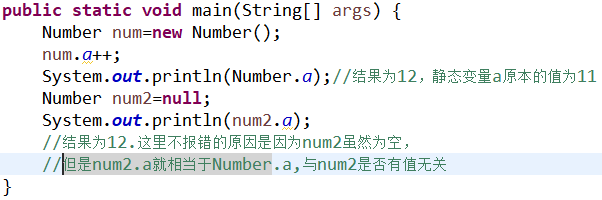 public static void main(String[] args) {
Number num=new Number();
num.a++;
System.out.println(Number.a);//结果为12，静态变量a原本的值为11
Number num2=null;
System.out.println(num2.a);
//结果为12.这里不报错的原因是因为num2虽然为空，
//但是num2.a就相当于Number.a,与num2是否有值无关
}